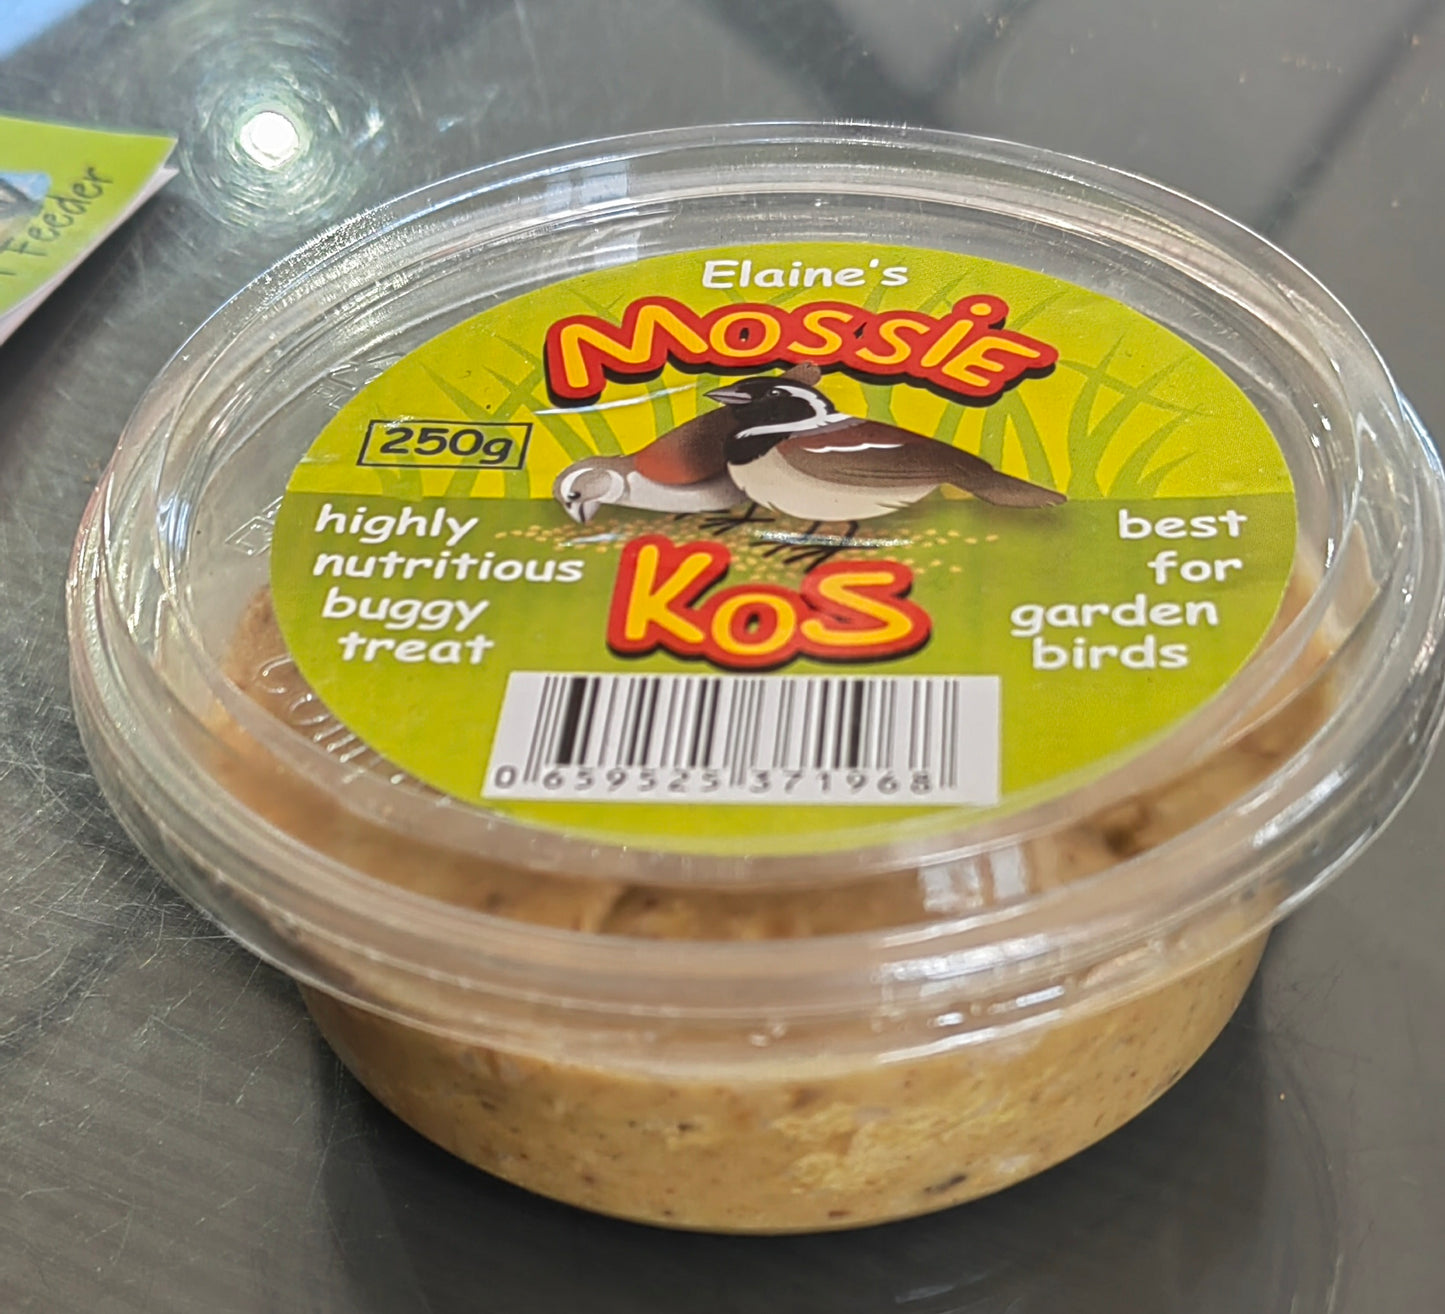 Feeder
Elaine's
Mossie
250g
highly
nutritious
buggy
treat
Kos
best
for
garden
birds
0 659525 371968